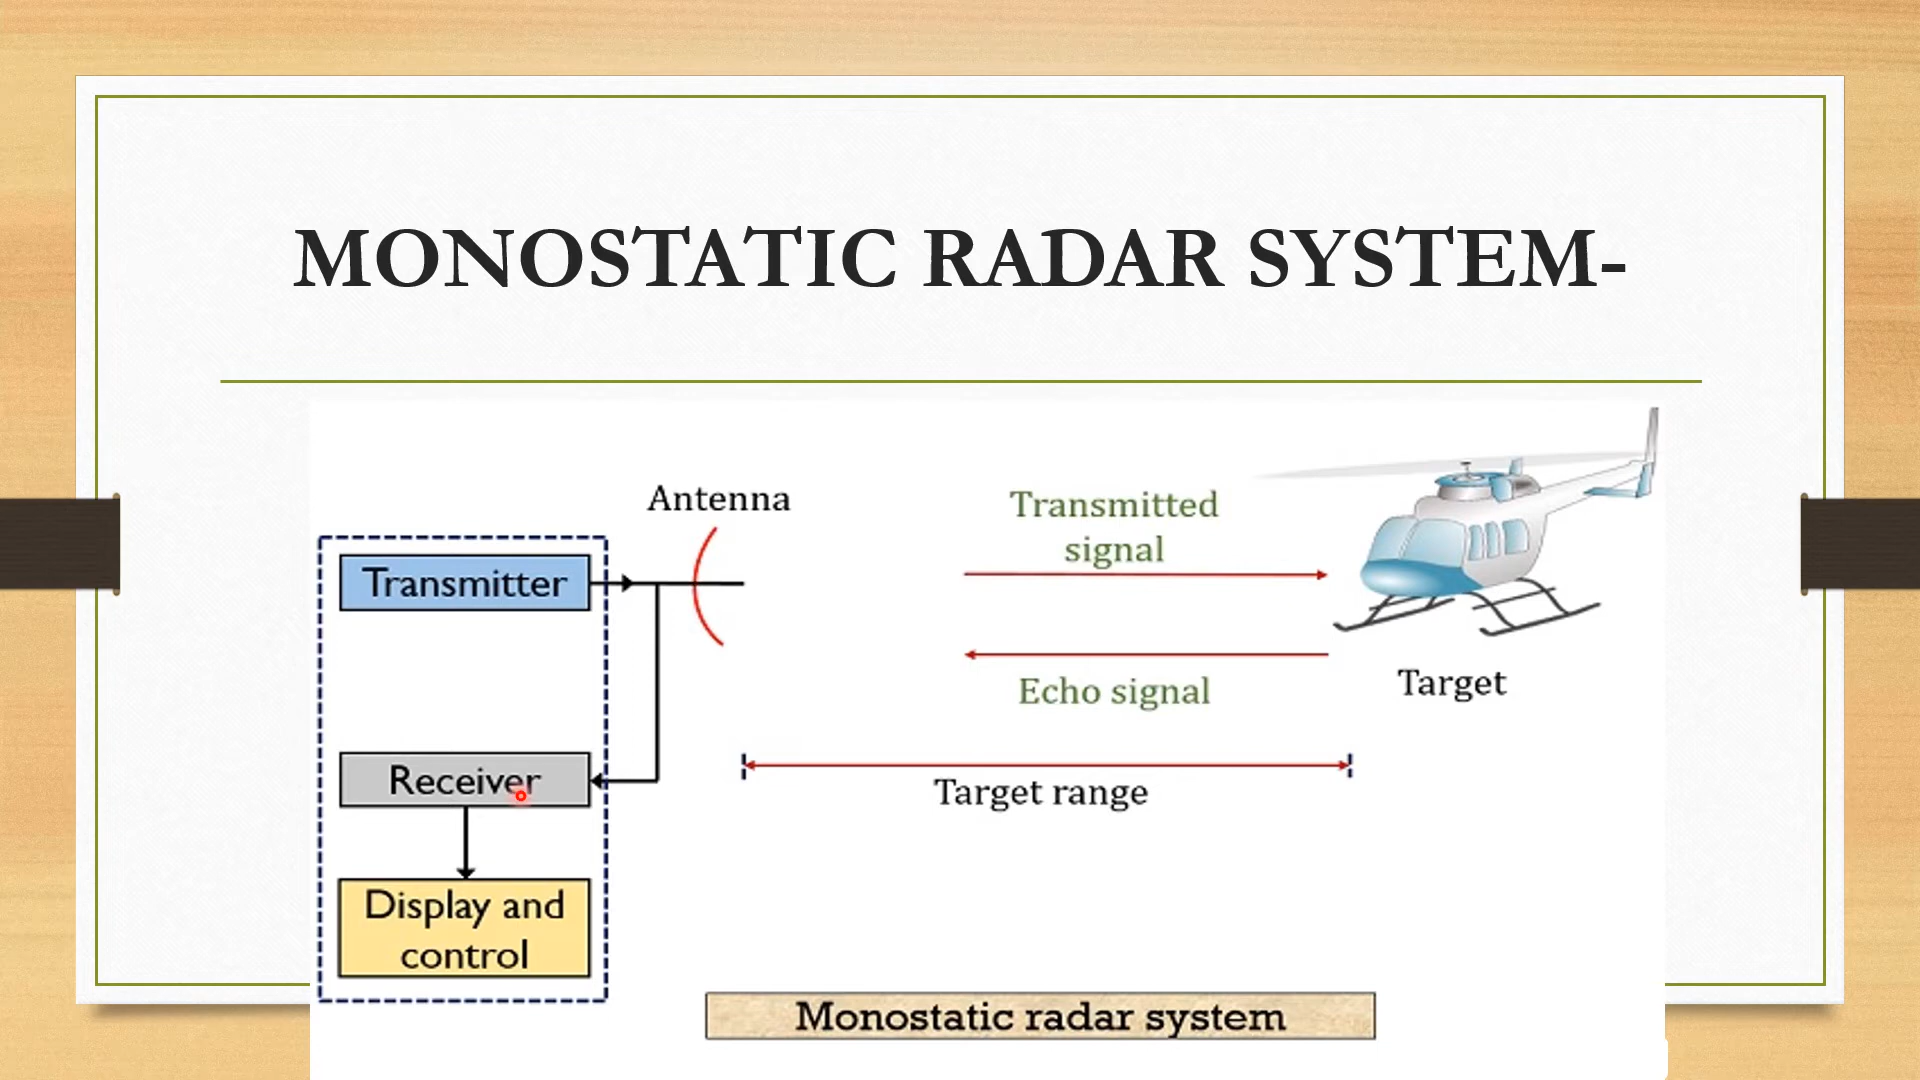 MONOSTATIC RADAR SYSTEM-
Antenna
Transmitted
signal
Transmitter
Echo signal
Target
Receiver
Target range
Display and
control
Monostatic radar system